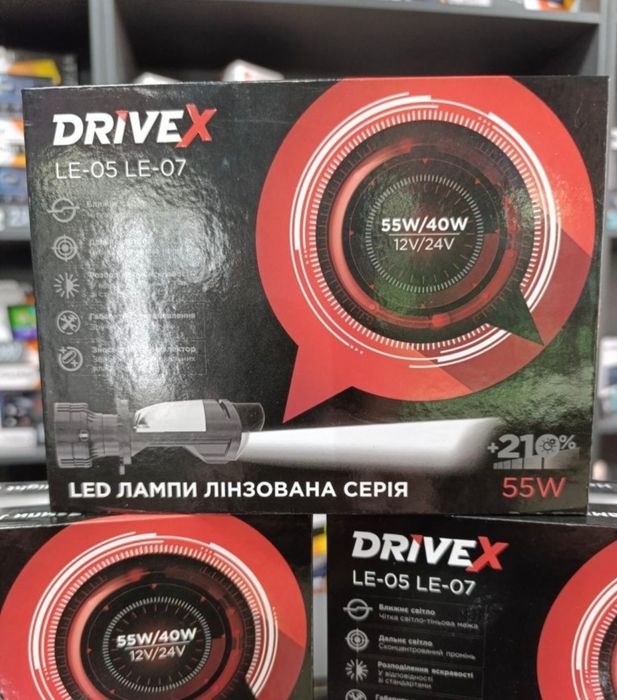 DRIVEX
LE-05 LE-07
55W/40W
12V/24V
+210%
55W
LED ЛАМПИ ЛІНЗОВАНА СЕРІЯ
55W/40W
12V/24V
DRIVEX
LE-05 LE-07
Ближнє світло
Чітка світло-тіньова межа
Дальнє світло
Сконцентрований промінь
Розподілення яскравості
У відповідності
зі стандартами